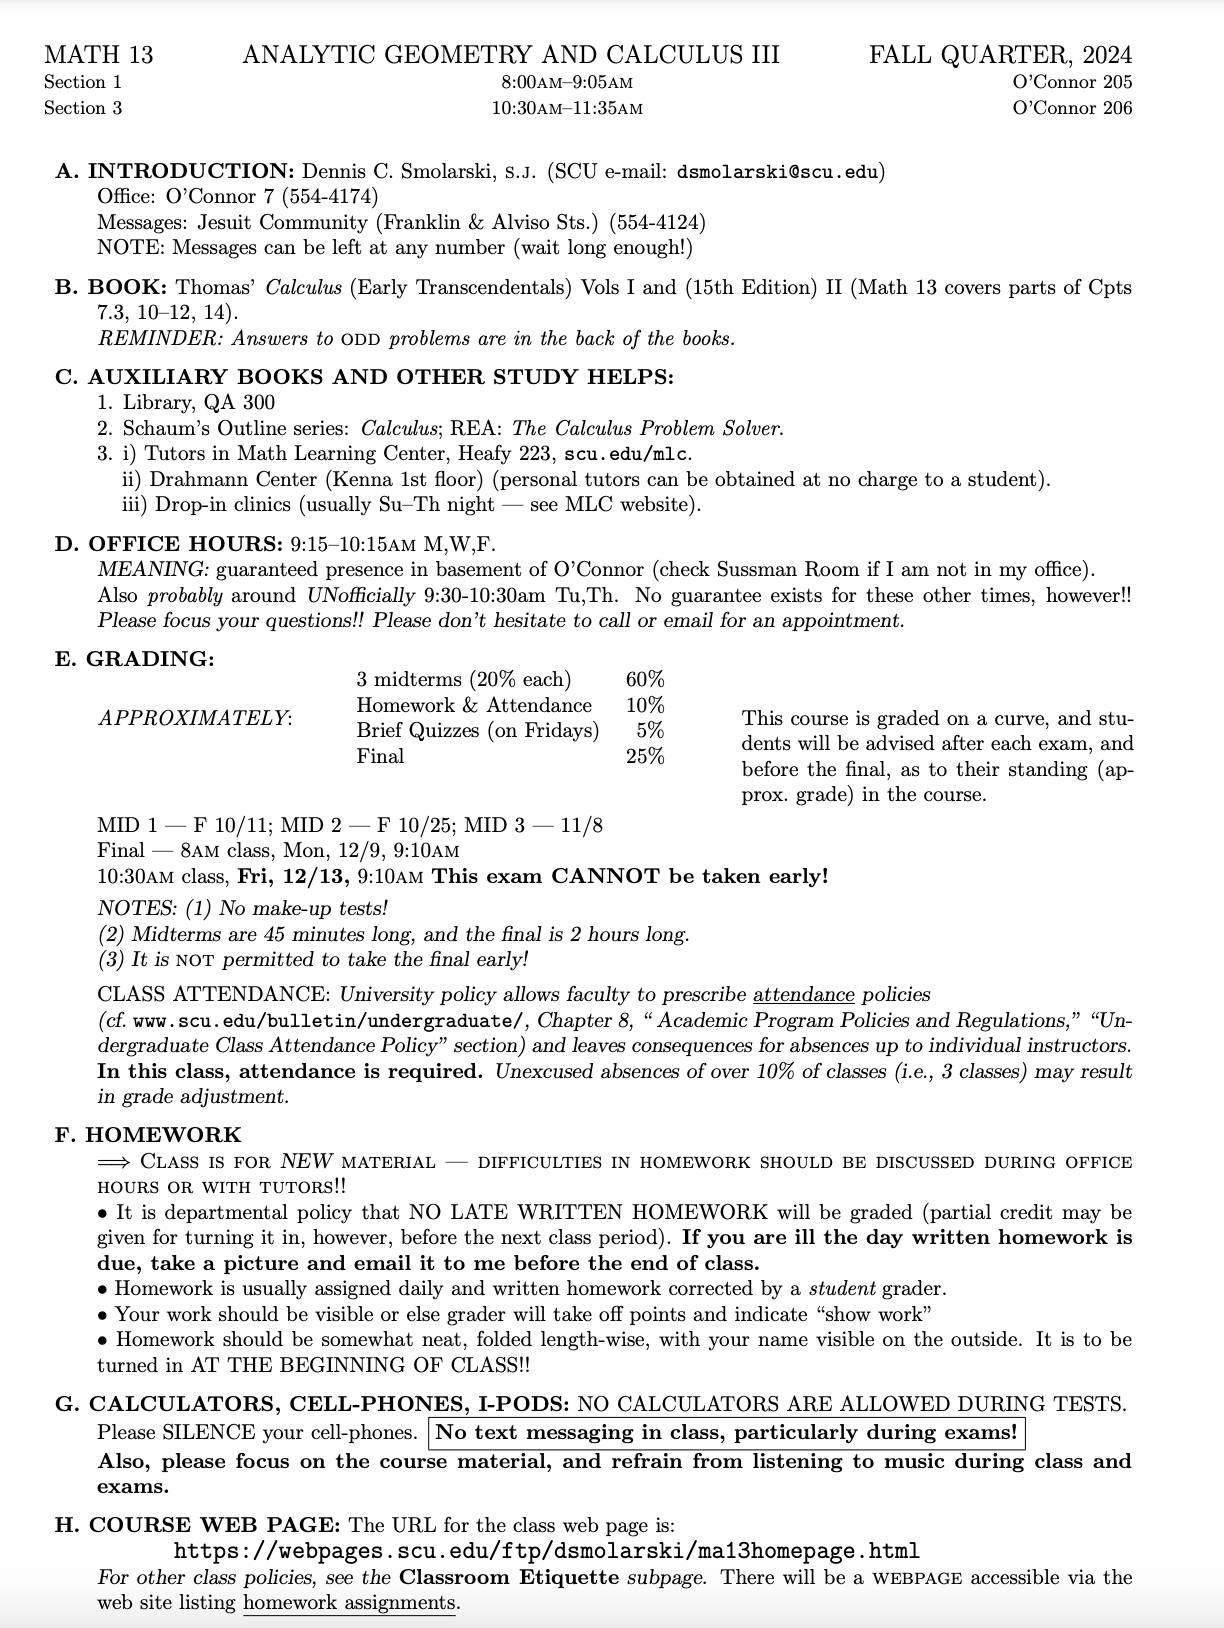 MATH 13 ANALYTIC GEOMETRY AND CALCULUS III FALL QUARTER, 2024
Section 1 8:00AM–9:05AM O'Connor 205
Section 3 10:30AM–11:35AM O'Connor 206
A. INTRODUCTION: Dennis C. Smolarski, S.J. (SCU e-mail: dsmolarski@scu.edu)
Office: O'Connor 7 (554-4174)
Messages: Jesuit Community (Franklin & Alviso Sts.) (554-4124)
NOTE: Messages can be left at any number (wait long enough!)
B. BOOK: Thomas' Calculus (Early Transcendentals) Vols I and (15th Edition) II (Math 13 covers parts of Cpts
7.3, 10–12, 14).
REMINDER: Answers to ODD problems are in the back of the books.
C. AUXILIARY BOOKS AND OTHER STUDY HELPS:
1. Library, QA 300
2. Schaum's Outline series: Calculus; REA: The Calculus Problem Solver.
3. i) Tutors in Math Learning Center, Heafy 223, scu.edu/mlc.
ii) Drahmann Center (Kenna 1st floor) (personal tutors can be obtained at no charge to a student).
iii) Drop-in clinics (usually Su–Th night — see MLC website).
D. OFFICE HOURS: 9:15–10:15AM M,W,F.
MEANING: guaranteed presence in basement of O'Connor (check Sussman Room if I am not in my office).
Also probably around UNofficially 9:30-10:30am Tu,Th. No guarantee exists for these other times, however!!
Please focus your questions!! Please don't hesitate to call or email for an appointment.
E. GRADING:
APPROXIMATELY:
3 midterms (20% each) 60%
Homework & Attendance 10%
Brief Quizzes (on Fridays) 5%
Final 25%
This course is graded on a curve, and stu-
dents will be advised after each exam, and
before the final, as to their standing (ap-
prox. grade) in the course.
MID 1 — F 10/11; MID 2 — F 10/25; MID 3 — 11/8
Final — 8AM class, Mon, 12/9, 9:10AM
10:30AM class, Fri, 12/13, 9:10AM This exam CANNOT be taken early!
NOTES: (1) No make-up tests!
(2) Midterms are 45 minutes long, and the final is 2 hours long.
(3) It is NOT permitted to take the final early!
CLASS ATTENDANCE: University policy allows faculty to prescribe attendance policies
(cf. www.scu.edu/bulletin/undergraduate/, Chapter 8, " Academic Program Policies and Regulations," "Un-
dergraduate Class Attendance Policy" section) and leaves consequences for absences up to individual instructors.
In this class, attendance is required. Unexcused absences of over 10% of classes (i.e., 3 classes) may result
in grade adjustment.
F. HOMEWORK
⟹ CLASS IS FOR NEW MATERIAL — DIFFICULTIES IN HOMEWORK SHOULD BE DISCUSSED DURING OFFICE
HOURS OR WITH TUTORS!!
• It is departmental policy that NO LATE WRITTEN HOMEWORK will be graded (partial credit may be
given for turning it in, however, before the next class period). If you are ill the day written homework is
due, take a picture and email it to me before the end of class.
• Homework is usually assigned daily and written homework corrected by a student grader.
• Your work should be visible or else grader will take off points and indicate "show work"
• Homework should be somewhat neat, folded length-wise, with your name visible on the outside. It is to be
turned in AT THE BEGINNING OF CLASS!!
G. CALCULATORS, CELL-PHONES, I-PODS: NO CALCULATORS ARE ALLOWED DURING TESTS.
Please SILENCE your cell-phones. No text messaging in class, particularly during exams!
Also, please focus on the course material, and refrain from listening to music during class and
exams.
H. COURSE WEB PAGE: The URL for the class web page is:
https://webpages.scu.edu/ftp/dsmolarski/ma13homepage.html
For other class policies, see the Classroom Etiquette subpage. There will be a WEBPAGE accessible via the
web site listing homework assignments.